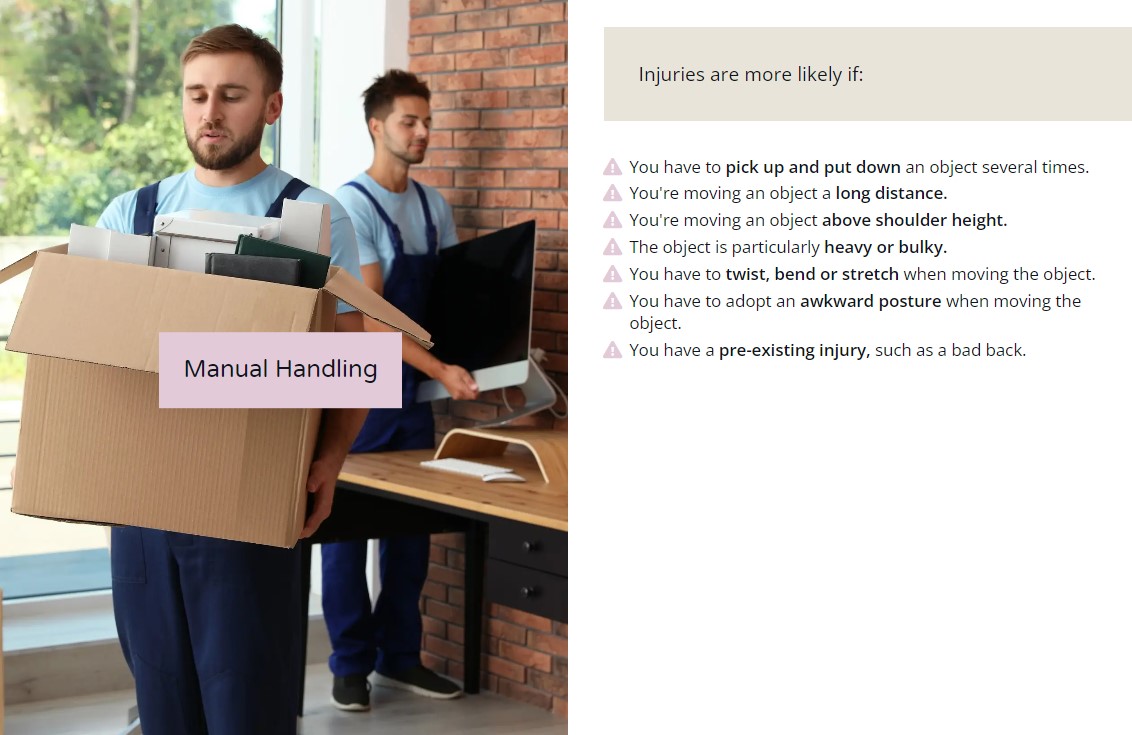 Manual Handling
Injuries are more likely if:
You have to pick up and put down an object several times.
You're moving an object a long distance.
You're moving an object above shoulder height.
The object is particularly heavy or bulky.
You have to twist, bend or stretch when moving the object.
You have to adopt an awkward posture when moving the
object.
You have a pre-existing injury, such as a bad back.